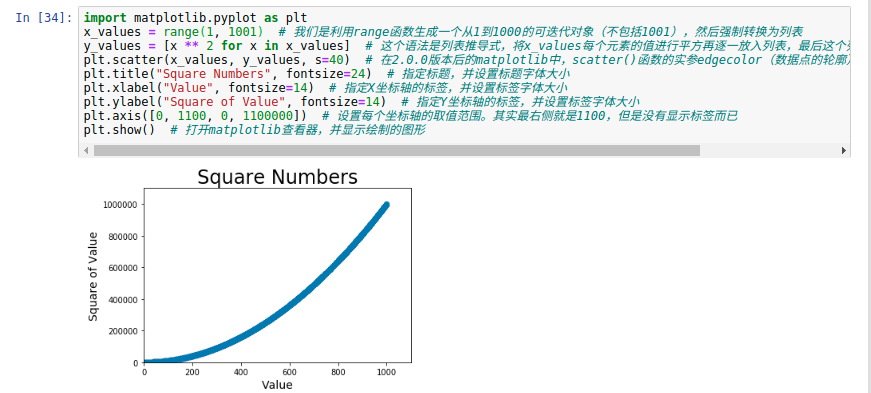 In [34]: import matplotlib.pyplot as plt
x_values = range(1, 1001)  # 我们是利用range函数生成一个从1到1000的可迭代对象（不包括1001），然后强制转换为列表
y_values = [x ** 2 for x in x_values]  # 这个语法是列表推导式，将x_values每个元素的值进行平方再逐一放入列表，最后这个列
plt.scatter(x_values, y_values, s=40)  # 在2.0.0版本后的matplotlib中，scatter()函数的实参edgecolor（数据点的轮廓）
plt.title("Square Numbers", fontsize=24)  # 指定标题，并设置标题字体大小
plt.xlabel("Value", fontsize=14)  # 指定X坐标轴的标签，并设置标签字体大小
plt.ylabel("Square of Value", fontsize=14)  # 指定Y坐标轴的标签，并设置标签字体大小
plt.axis([0, 1100, 0, 1100000])  # 设置每个坐标轴的取值范围。其实最右侧就是1100，但是没有显示标签而已
plt.show()  # 打开matplotlib查看器，并显示绘制的图形
Square Numbers
1000000
800000
600000
400000
200000
0
Square of Value
0 200 400 600 800 1000
Value